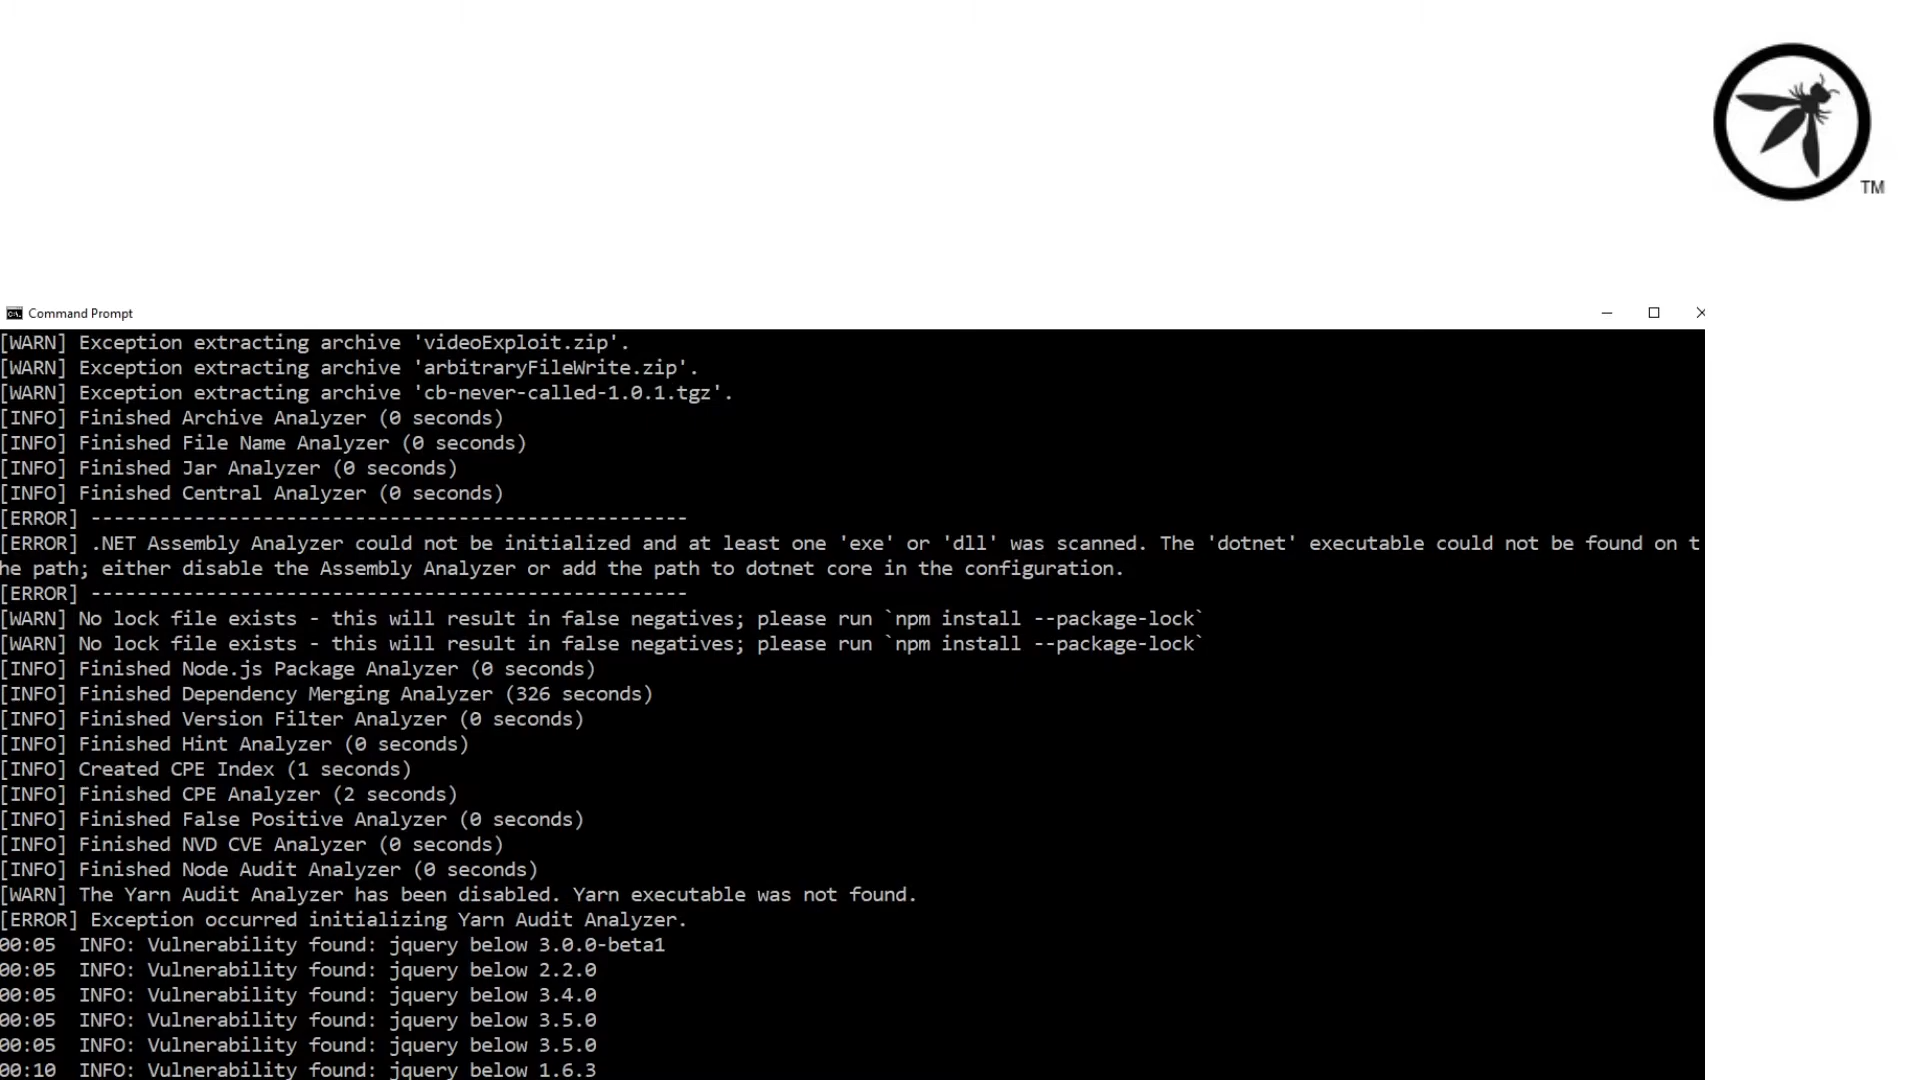 TM
Command Prompt
[WARN] Exception extracting archive 'videoExploit.zip'.
[WARN] Exception extracting archive 'arbitraryFileWrite.zip'.
[WARN] Exception extracting archive 'cb-never-called-1.0.1.tgz'.
[INFO] Finished Archive Analyzer (0 seconds)
[INFO] Finished File Name Analyzer (0 seconds)
[INFO] Finished Jar Analyzer (0 seconds)
[INFO] Finished Central Analyzer (0 seconds)
[ERROR] ----------------------------------------------------
[ERROR] .NET Assembly Analyzer could not be initialized and at least one 'exe' or 'dll' was scanned. The 'dotnet' executable could not be found on t
he path; either disable the Assembly Analyzer or add the path to dotnet core in the configuration.
[ERROR] ----------------------------------------------------
[WARN] No lock file exists - this will result in false negatives; please run `npm install --package-lock`
[WARN] No lock file exists - this will result in false negatives; please run `npm install --package-lock`
[INFO] Finished Node.js Package Analyzer (0 seconds)
[INFO] Finished Dependency Merging Analyzer (326 seconds)
[INFO] Finished Version Filter Analyzer (0 seconds)
[INFO] Finished Hint Analyzer (0 seconds)
[INFO] Created CPE Index (1 seconds)
[INFO] Finished CPE Analyzer (2 seconds)
[INFO] Finished False Positive Analyzer (0 seconds)
[INFO] Finished NVD CVE Analyzer (0 seconds)
[INFO] Finished Node Audit Analyzer (0 seconds)
[WARN] The Yarn Audit Analyzer has been disabled. Yarn executable was not found.
[ERROR] Exception occurred initializing Yarn Audit Analyzer.
00:05  INFO: Vulnerability found: jquery below 3.0.0-beta1
00:05  INFO: Vulnerability found: jquery below 2.2.0
00:05  INFO: Vulnerability found: jquery below 3.4.0
00:05  INFO: Vulnerability found: jquery below 3.5.0
00:05  INFO: Vulnerability found: jquery below 3.5.0
00:10  INFO: Vulnerability found: jquery below 1.6.3